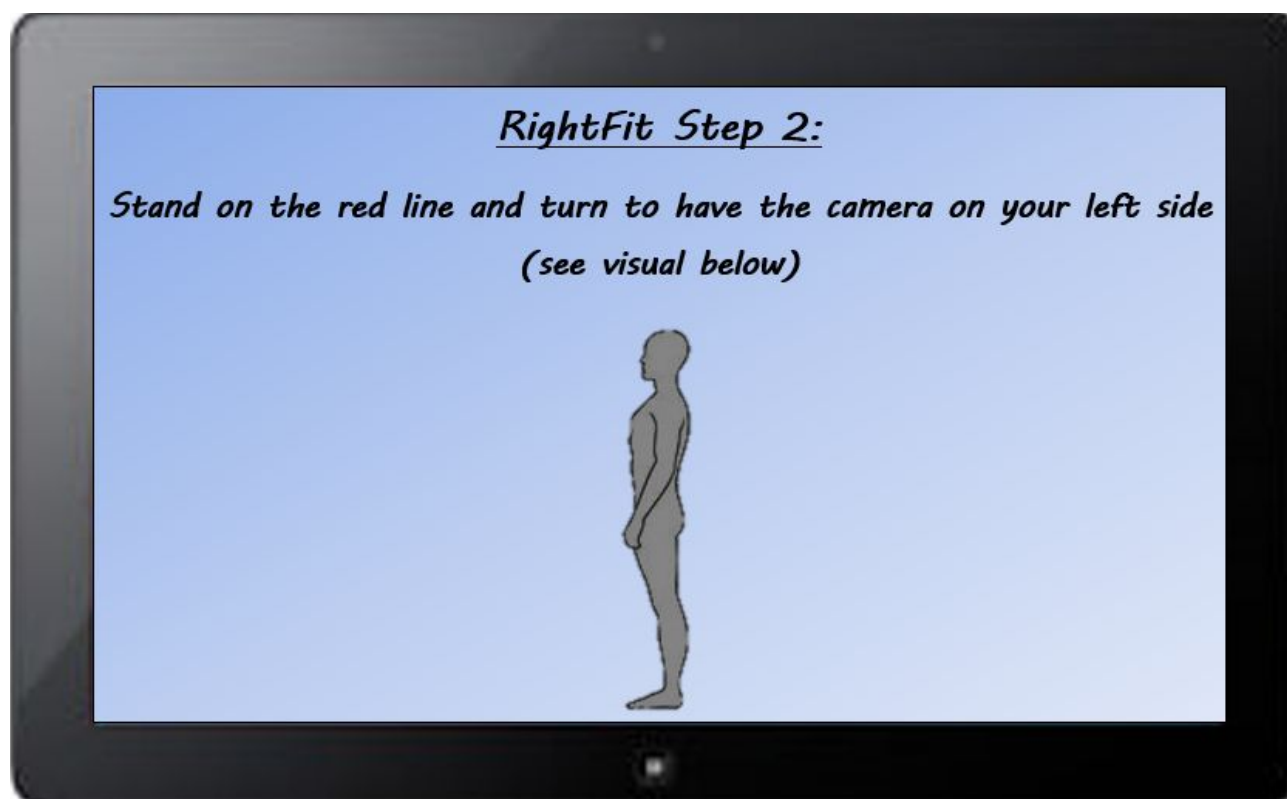 RightFit Step 2:
Stand on the red line and turn to have the camera on your left side
(see visual below)